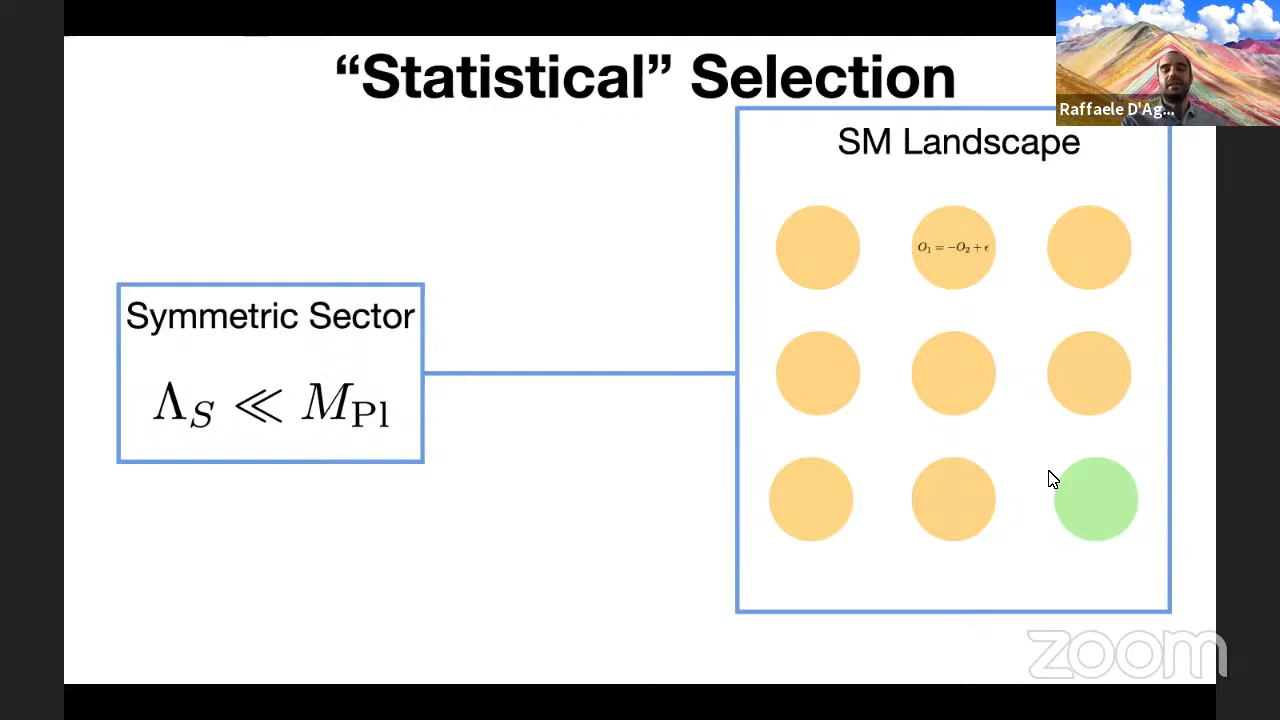 “Statistical” Selection
Raffaele D'Ag...
SM Landscape
O₁ = −O₂ + ϵ
Symmetric Sector
Λ_S ≪ M_Pl
zoom